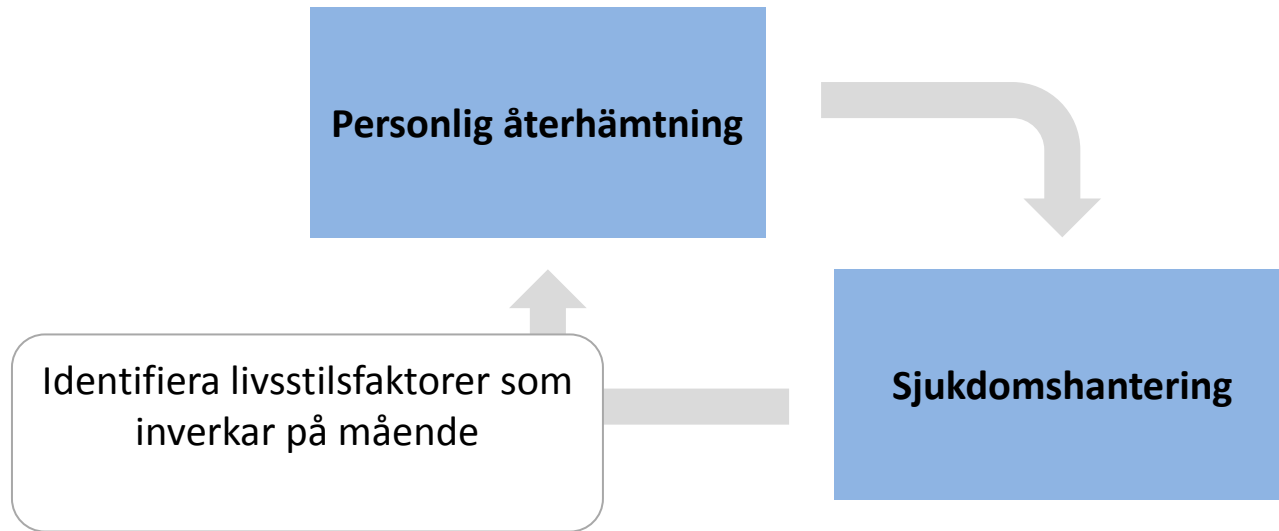 Personlig återhämtning
Sjukdomshantering
Identifiera livsstilsfaktorer som
inverkar på mående